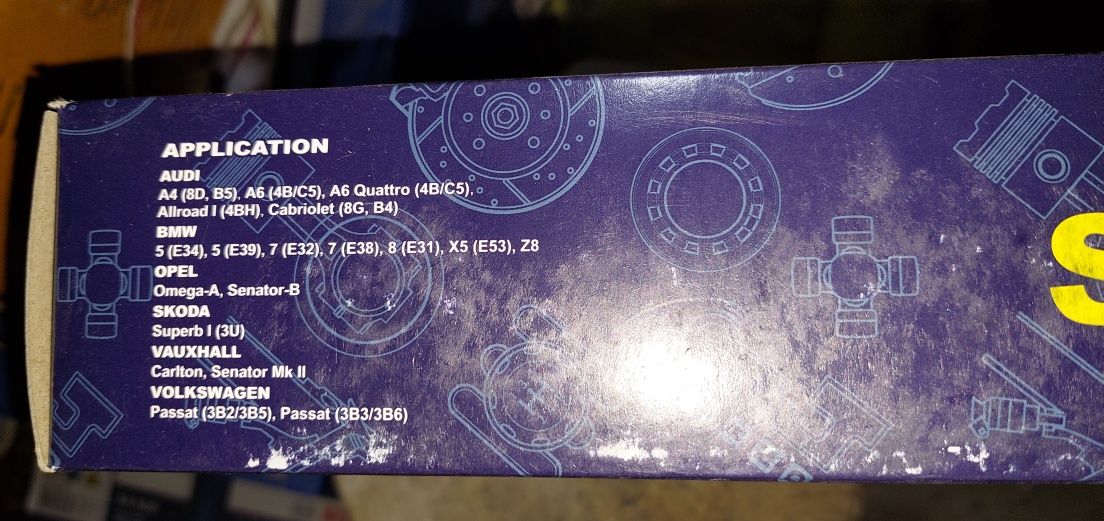 APPLICATION
AUDI
A4 (8D, B5), A6 (4B/C5), A6 Quattro (4B/C5),
Allroad I (4BH), Cabriolet (8G, B4)
BMW
5 (E34), 5 (E39), 7 (E32), 7 (E38), 8 (E31), X5 (E53), Z8
OPEL
Omega-A, Senator-B
SKODA
Superb I (3U)
VAUXHALL
Carlton, Senator Mk II
VOLKSWAGEN
Passat (3B2/3B5), Passat (3B3/3B6)
S